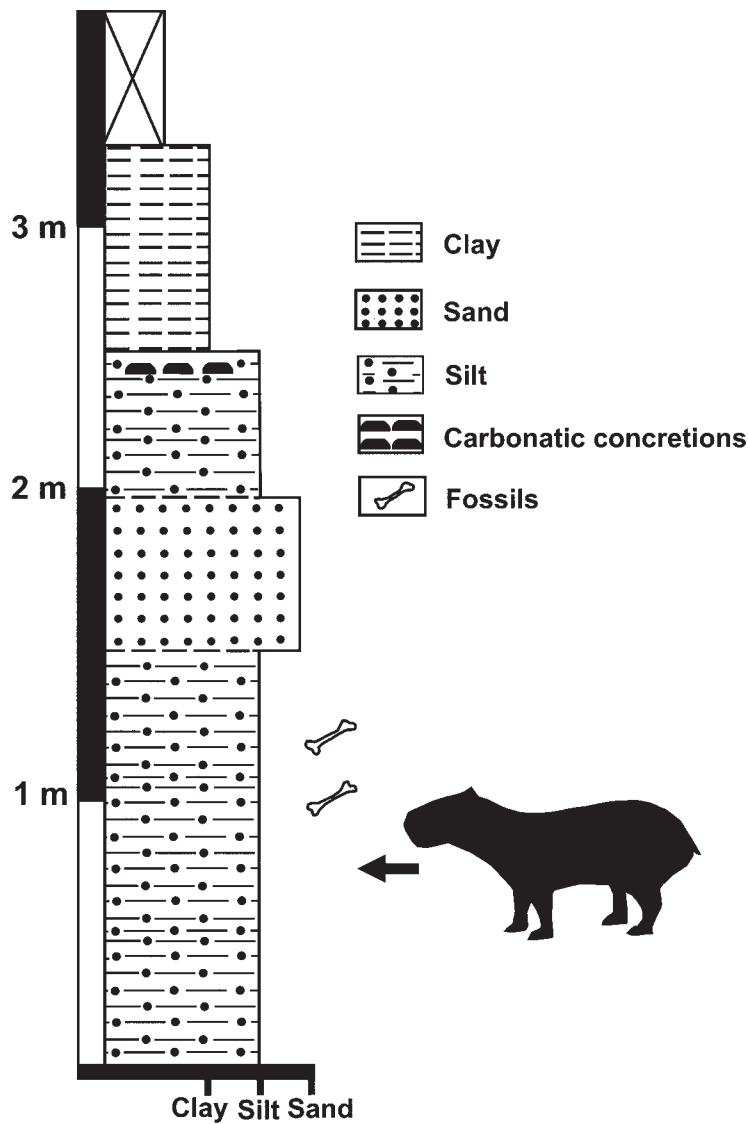 3 m
2 m
1 m
Clay
Sand
Silt
Carbonatic concretions
Fossils
Clay Silt Sand